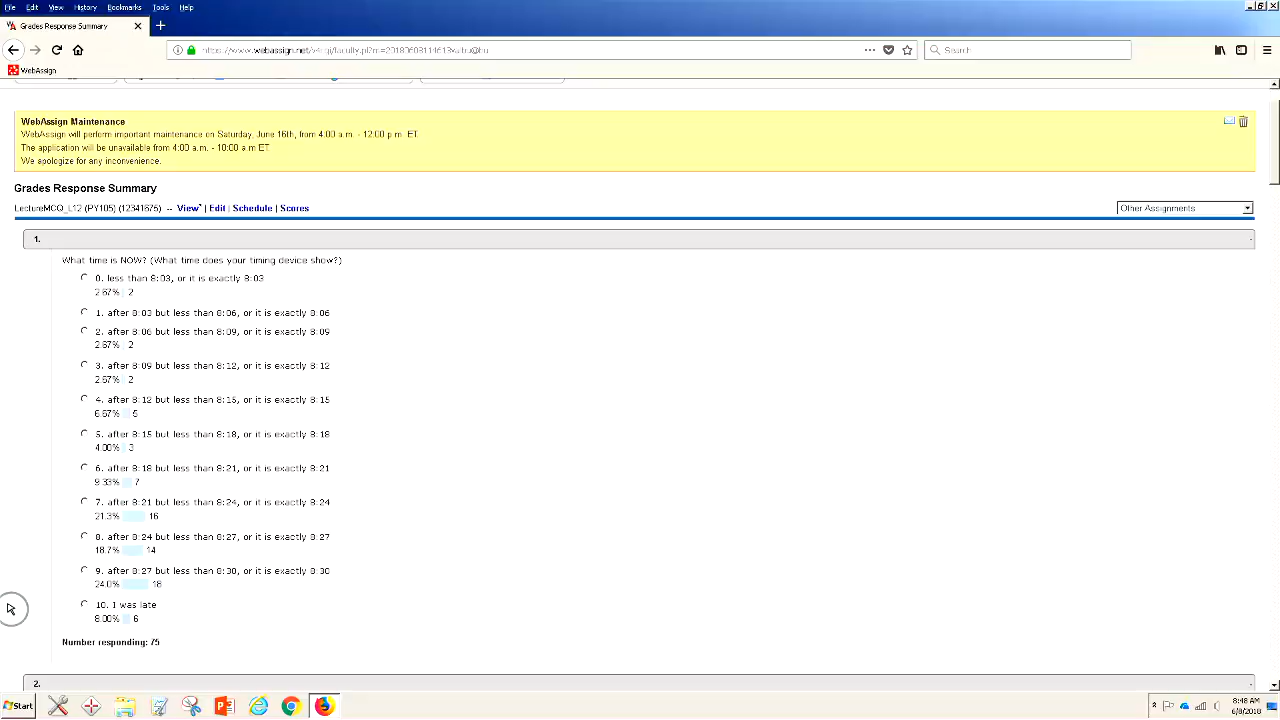 File Edit View History Bookmarks Tools Help
Grades Response Summary
Search
WebAssign
WebAssign Maintenance
WebAssign will perform important maintenance on Saturday, June 16th, from 4:00 a.m. - 12:00 p.m. ET
The application will be unavailable from 4:00 a.m. - 10:00 a.m ET
We apologize for any inconvenience.
Grades Response Summary
LectureMCQ_L12 (PY105) (12341675) -- View | Edit | Schedule | Scores
Other Assignments
1.
What time is NOW? (What time does your timing device show?)
0. less than 8:03, or it is exactly 8:03
2.67% 2
1. after 8:03 but less than 8:06, or it is exactly 8:06
2. after 8:06 but less than 8:09, or it is exactly 8:09
2.67% 2
3. after 8:09 but less than 8:12, or it is exactly 8:12
2.67% 2
4. after 8:12 but less than 8:15, or it is exactly 8:15
6.67% 5
5. after 8:15 but less than 8:18, or it is exactly 8:18
4.00% 3
6. after 8:18 but less than 8:21, or it is exactly 8:21
9.33% 7
7. after 8:21 but less than 8:24, or it is exactly 8:24
21.3% 16
8. after 8:24 but less than 8:27, or it is exactly 8:27
18.7% 14
9. after 8:27 but less than 8:30, or it is exactly 8:30
24.0% 18
10. I was late
8.00% 6
Number responding: 75
2.
Start
8:48 AM
6/8/2018